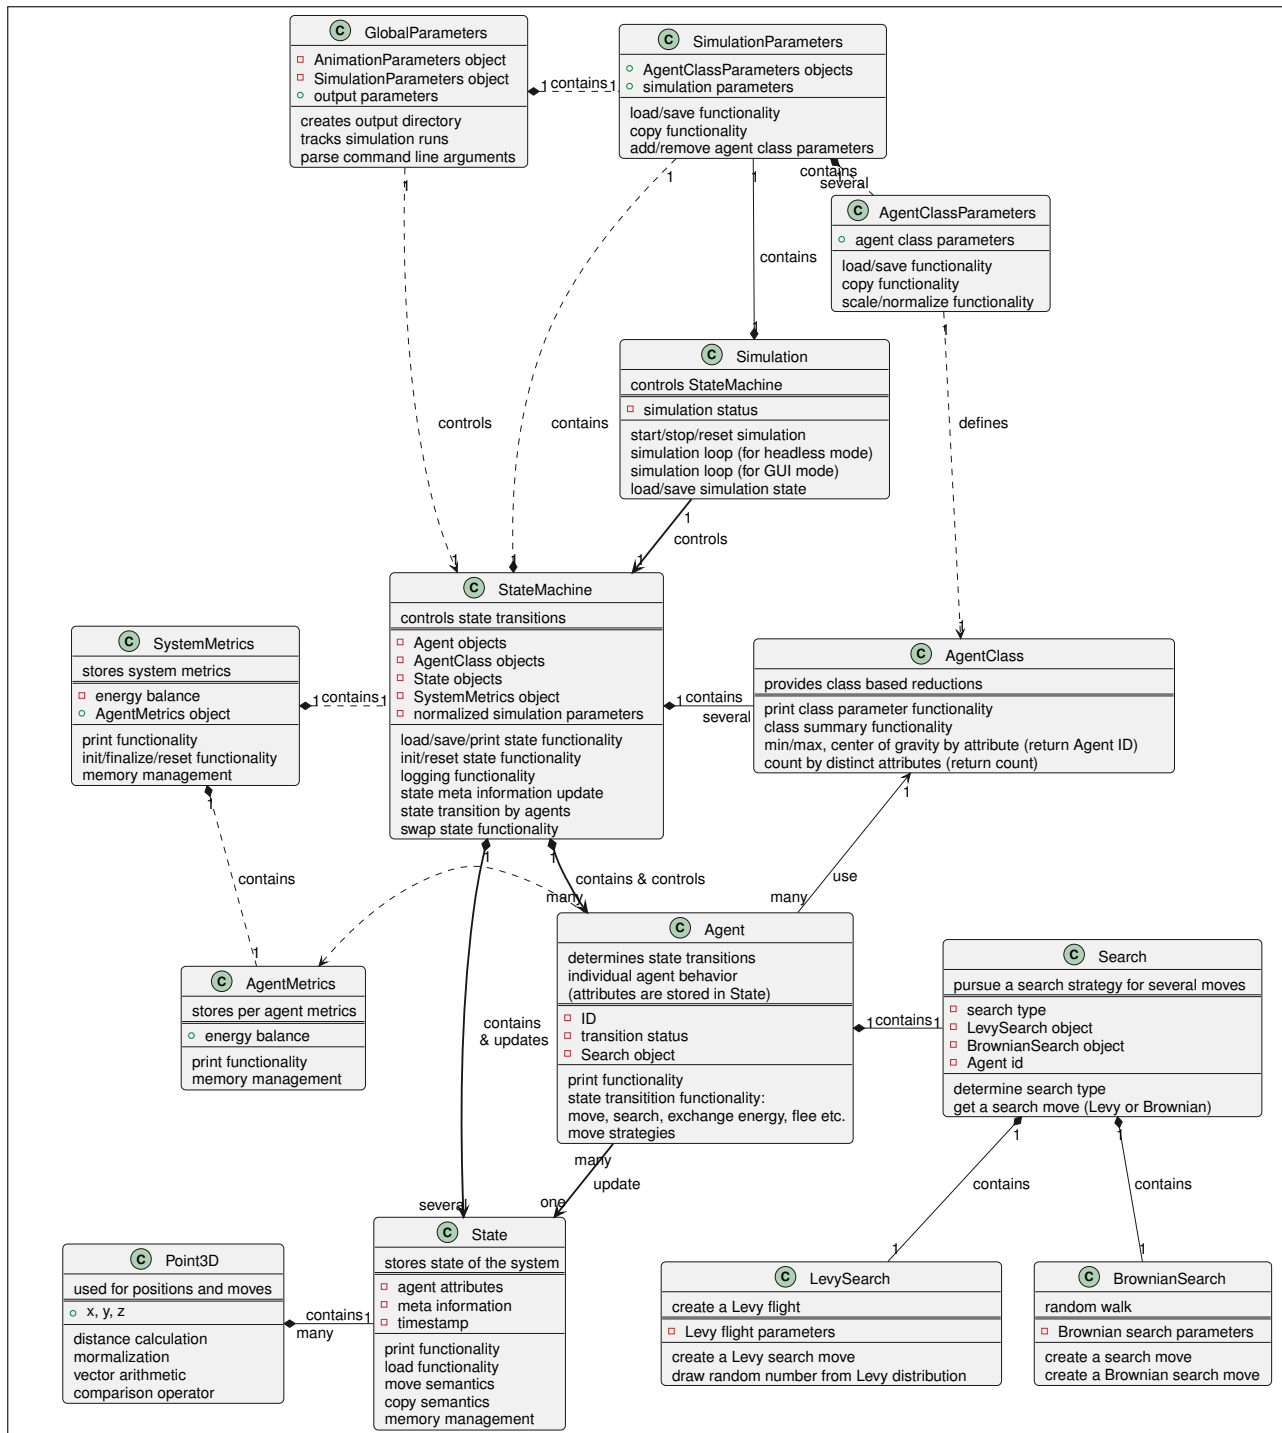 C GlobalParameters
AnimationParameters object
SimulationParameters object
output parameters
creates output directory
tracks simulation runs
parse command line arguments
1 contains 1
C SimulationParameters
AgentClassParameters objects
simulation parameters
load/save functionality
copy functionality
add/remove agent class parameters
1
1
1
contains
1
several
C AgentClassParameters
agent class parameters
load/save functionality
copy functionality
scale/normalize functionality
contains
1
1
C Simulation
controls StateMachine
simulation status
start/stop/reset simulation
simulation loop (for headless mode)
simulation loop (for GUI mode)
load/save simulation state
controls
contains
defines
1
controls
1
1
1
1
C StateMachine
controls state transitions
Agent objects
AgentClass objects
State objects
SystemMetrics object
normalized simulation parameters
load/save/print state functionality
init/reset state functionality
logging functionality
state meta information update
state transition by agents
swap state functionality
C SystemMetrics
stores system metrics
energy balance
AgentMetrics object
print functionality
init/finalize/reset functionality
memory management
1 contains 1
1 contains
several
C AgentClass
provides class based reductions
print class parameter functionality
class summary functionality
min/max, center of gravity by attribute (return Agent ID)
count by distinct attributes (return count)
1
1
1
1
contains
contains & controls
use
many
many
1
C Agent
determines state transitions
individual agent behavior
(attributes are stored in State)
ID
transition status
Search object
print functionality
state transitition functionality:
move, search, exchange energy, flee etc.
move strategies
C AgentMetrics
stores per agent metrics
energy balance
print functionality
memory management
contains
& updates
1 contains 1
C Search
pursue a search strategy for several moves
search type
LevySearch object
BrownianSearch object
Agent id
determine search type
get a search move (Levy or Brownian)
many
update
1
1
contains
contains
several
one
1
1
C State
stores state of the system
agent attributes
meta information
timestamp
print functionality
load functionality
move semantics
copy semantics
memory management
C Point3D
used for positions and moves
x, y, z
distance calculation
mormalization
vector arithmetic
comparison operator
contains 1
many
C LevySearch
create a Levy flight
Levy flight parameters
create a Levy search move
draw random number from Levy distribution
C BrownianSearch
random walk
Brownian search parameters
create a search move
create a Brownian search move